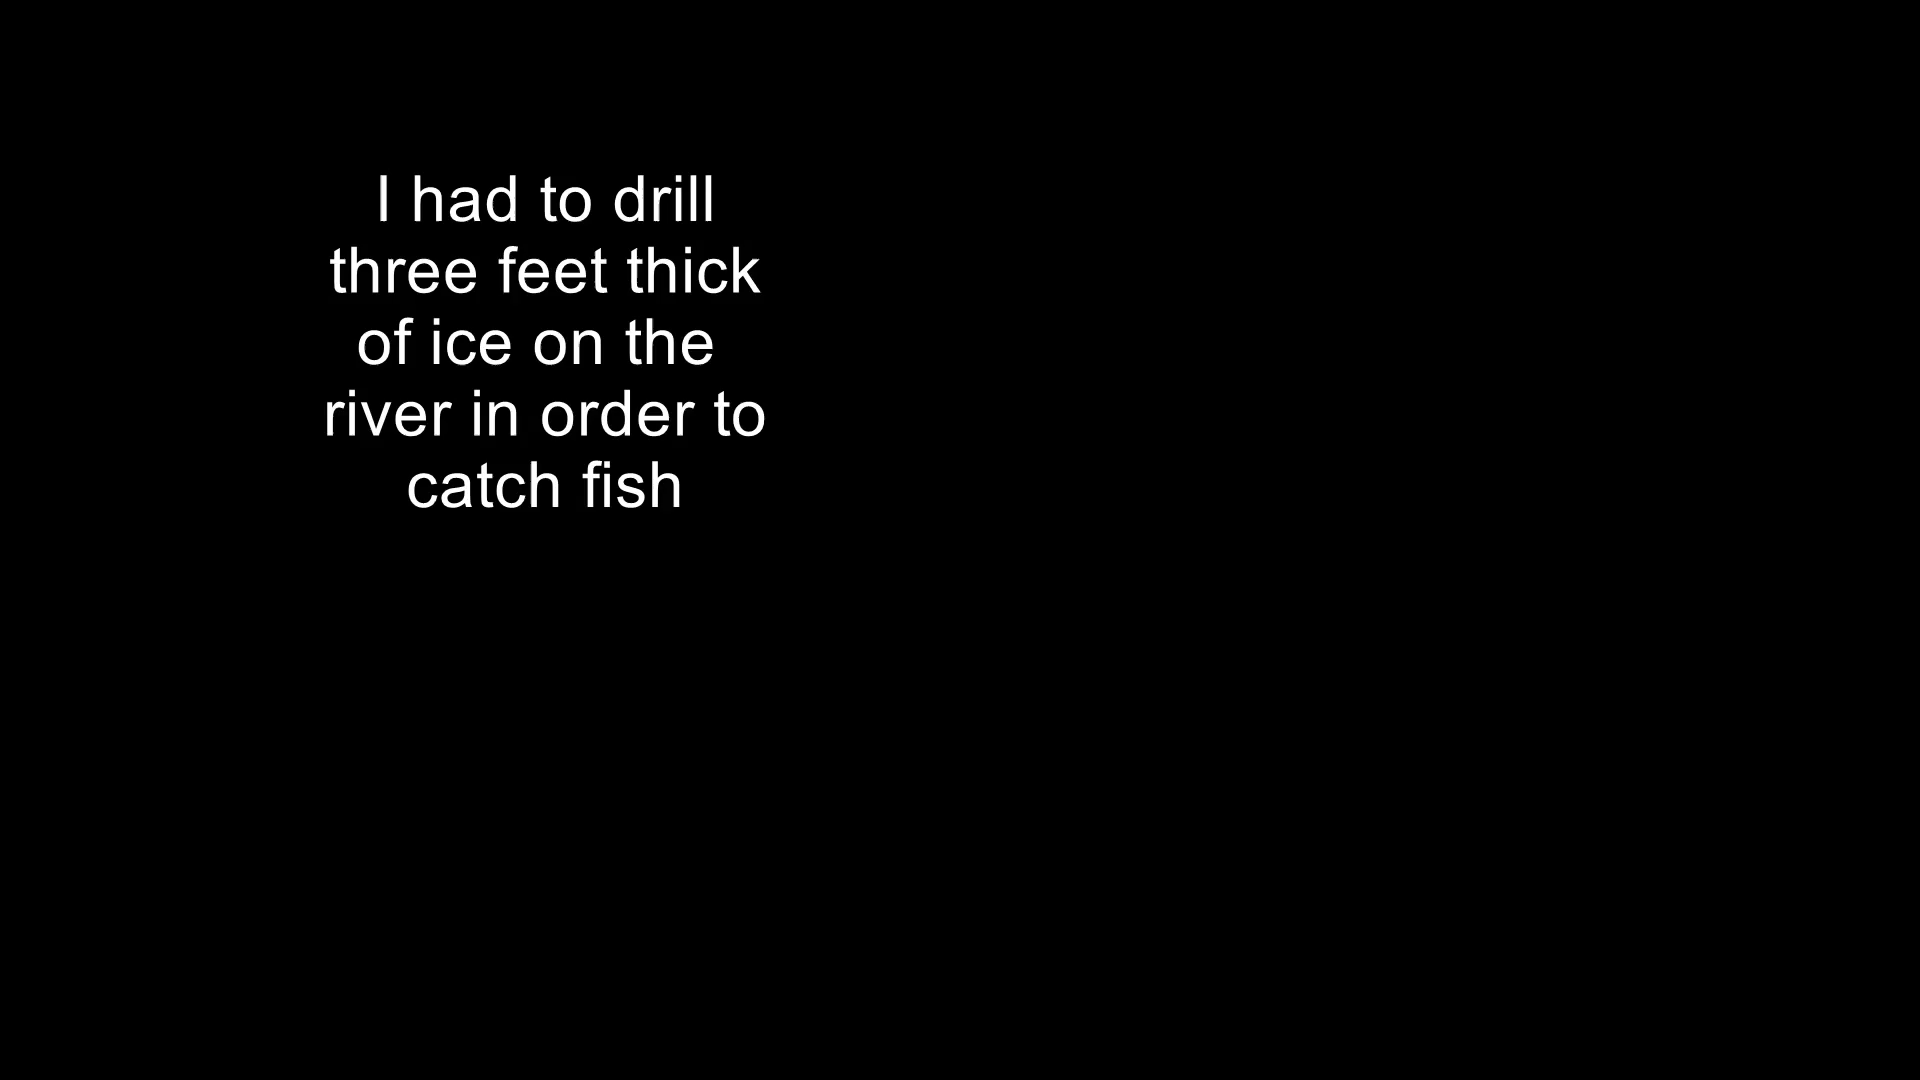 I had to drill
three feet thick
of ice on the
river in order to
catch fish